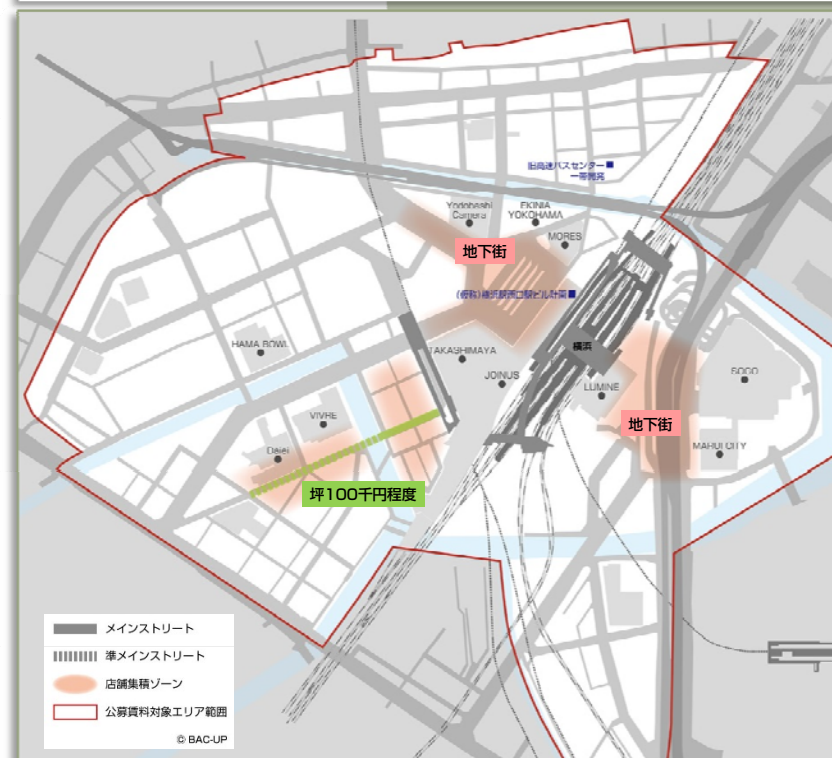 旧高速バスセンター
一帯開発
Yodobashi
Camera
EKINIA
YOKOHAMA
MORES
地下街
(仮称)横浜駅西口駅ビル計画
HAMA BOWL
TAKASHIMAYA
横浜
JOINUS
LUMINE
SOGO
地下街
VIVRE
Daiei
MARUI CITY
坪100千円程度
メインストリート
準メインストリート
店舗集積ゾーン
公募賃料対象エリア範囲
© BAC-UP